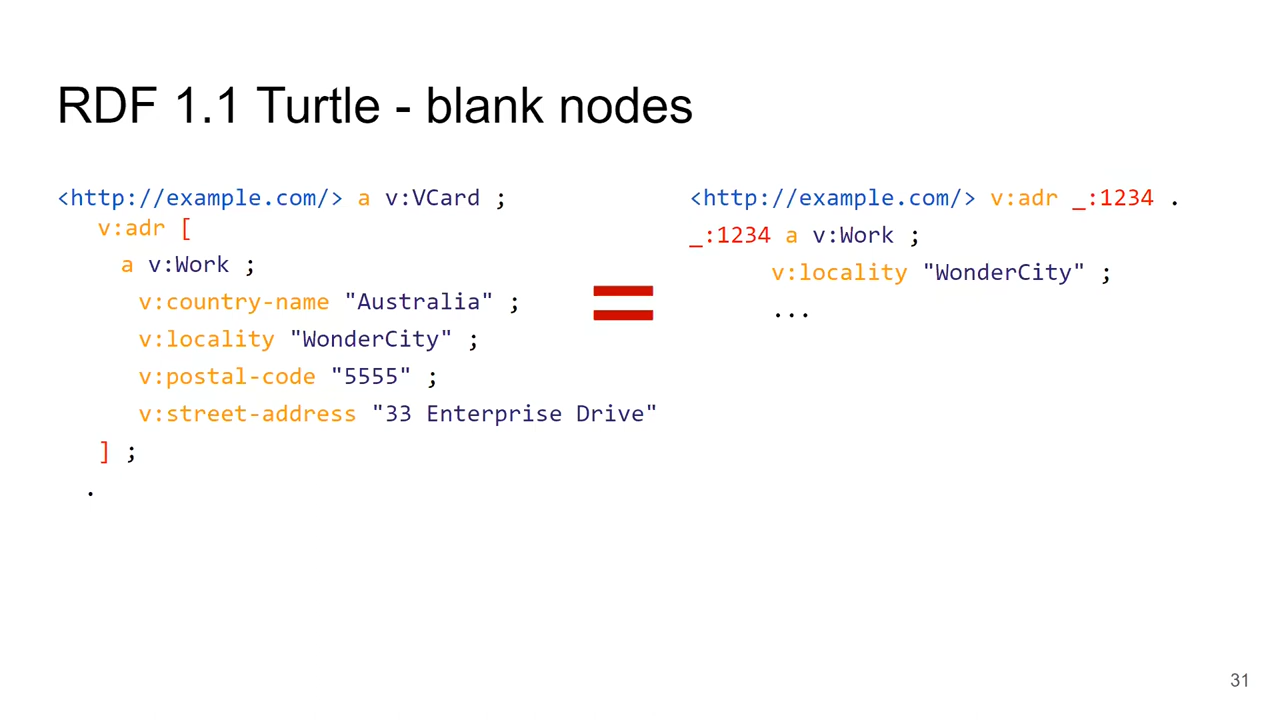 RDF 1.1 Turtle - blank nodes
<http://example.com/> a v:VCard ;
v:adr [
a v:Work ;
v:country-name "Australia" ;
v:locality "WonderCity" ;
v:postal-code "5555" ;
v:street-address "33 Enterprise Drive"
] ;
.
=
<http://example.com/> v:adr _:1234 .
_:1234 a v:Work ;
v:locality "WonderCity" ;
...
31